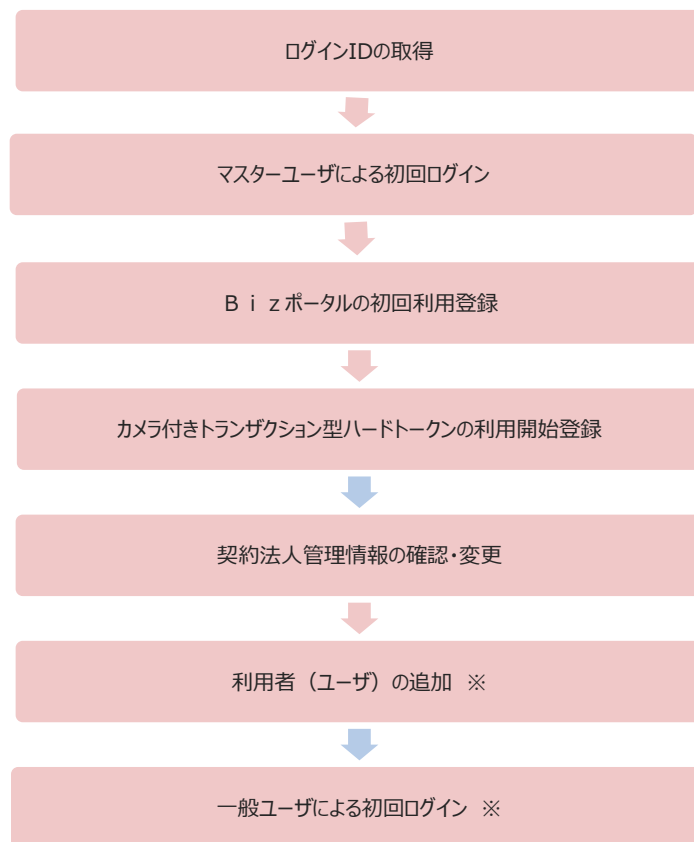 ログインIDの取得
マスターユーザによる初回ログイン
Ｂｉｚポータルの初回利用登録
カメラ付きトランザクション型ハードトークンの利用開始登録
契約法人管理情報の確認・変更
利用者（ユーザ）の追加 ※
一般ユーザによる初回ログイン ※